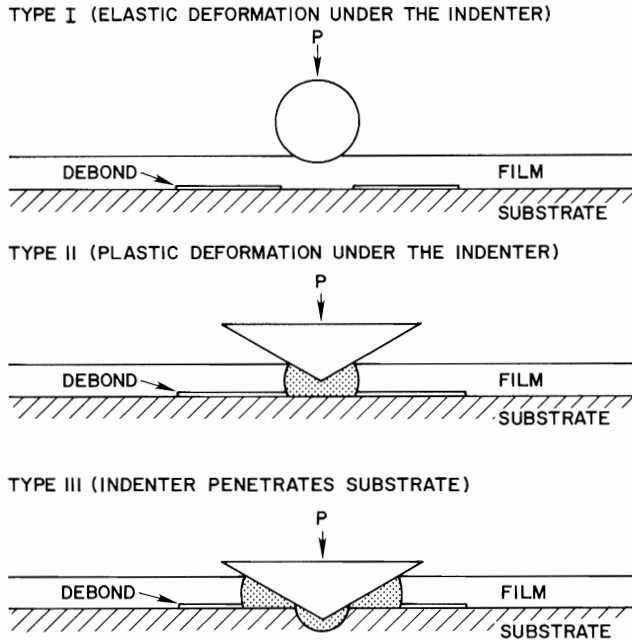 TYPE I (ELASTIC DEFORMATION UNDER THE INDENTER)
P
DEBOND
FILM
SUBSTRATE
TYPE II (PLASTIC DEFORMATION UNDER THE INDENTER)
P
DEBOND
FILM
SUBSTRATE
TYPE III (INDENTER PENETRATES SUBSTRATE)
P
DEBOND
FILM
SUBSTRATE